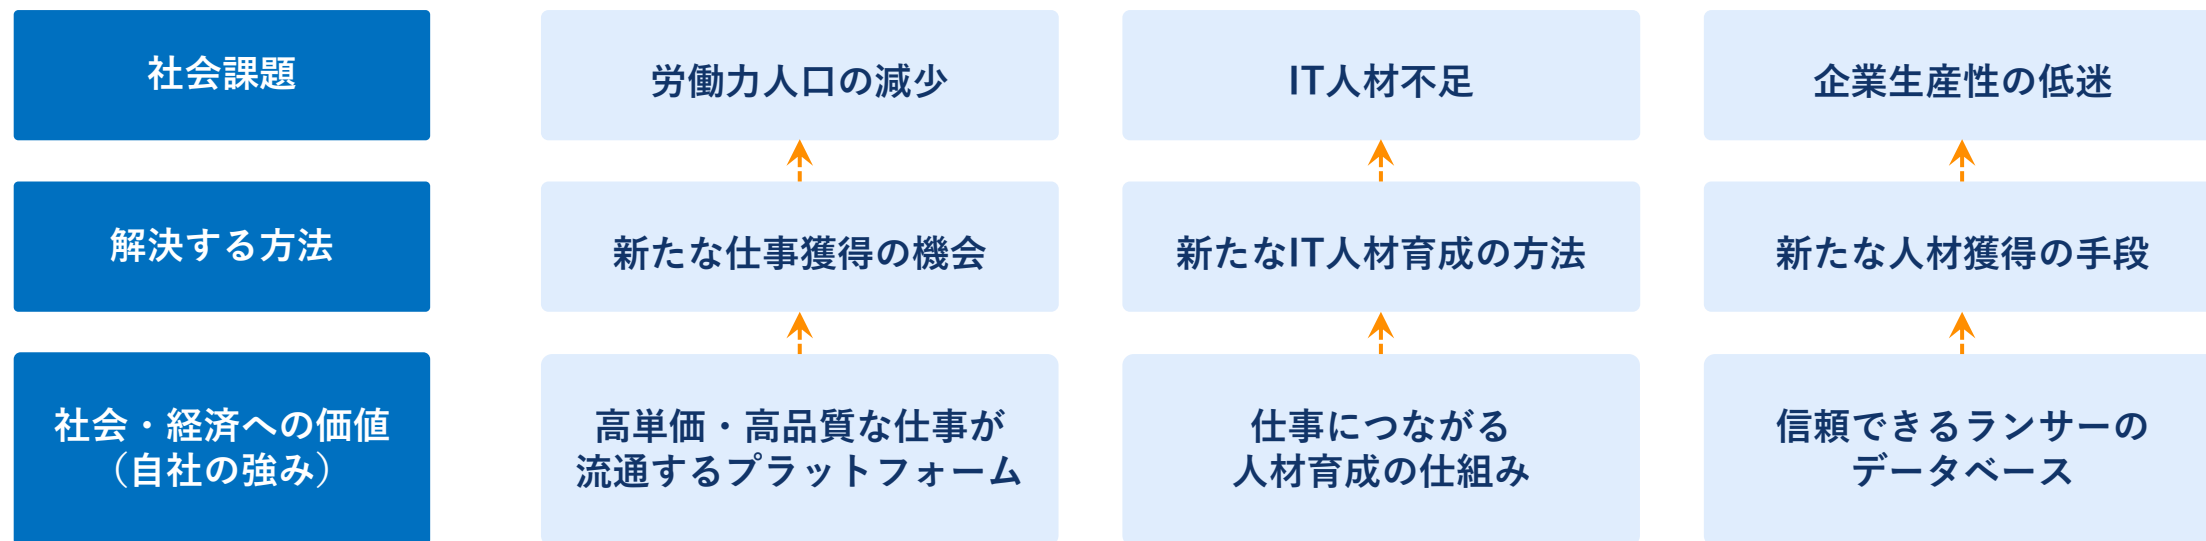 社会課題
労働力人口の減少
IT人材不足
企業生産性の低迷
解決する方法
新たな仕事獲得の機会
新たなIT人材育成の方法
新たな人材獲得の手段
社会・経済への価値
（自社の強み）
高単価・高品質な仕事が
流通するプラットフォーム
仕事につながる
人材育成の仕組み
信頼できるランサーの
データベース